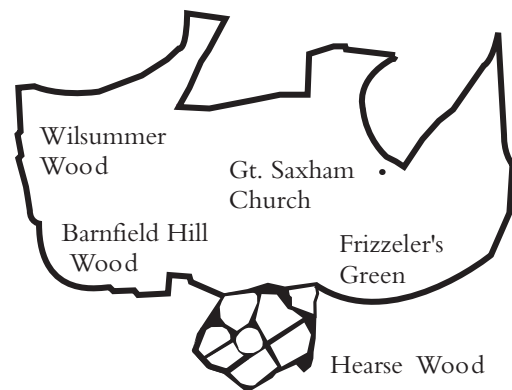 Wilsummer
Wood
Gt. Saxham
Church
Barnfield Hill
Wood
Frizzeler's
Green
Hearse Wood